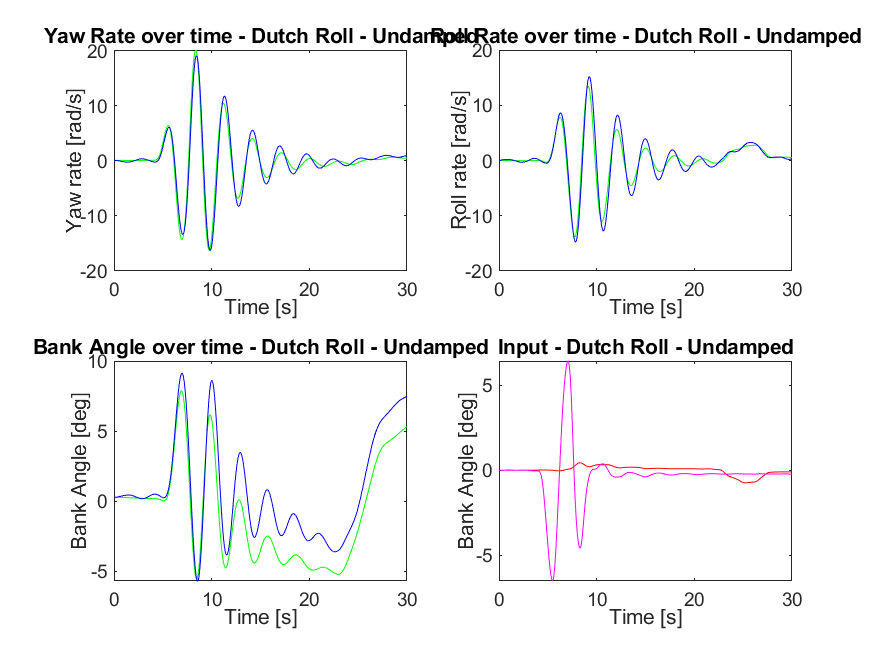 Yaw Rate over time - Dutch Roll - Undamped
Roll Rate over time - Dutch Roll - Undamped
20
10
0
-10
-20
Yaw rate [rad/s]
0 10 20 30
Time [s]
20
10
0
-10
-20
Roll rate [rad/s]
0 10 20 30
Time [s]
Bank Angle over time - Dutch Roll - Undamped
Input - Dutch Roll - Undamped
10
5
0
-5
Bank Angle [deg]
0 10 20 30
Time [s]
5
0
-5
Bank Angle [deg]
0 10 20 30
Time [s]